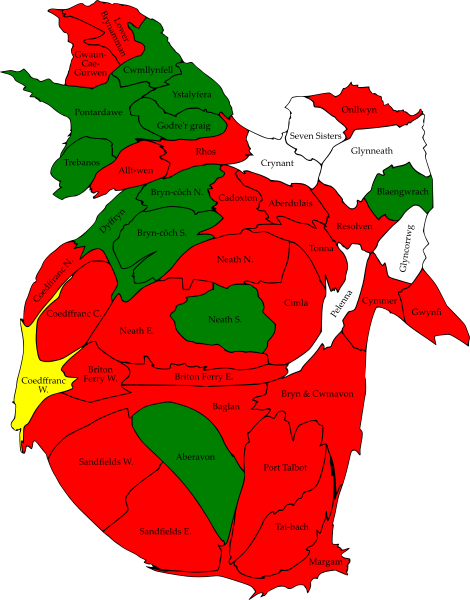 Lower
Brynamman
Gwaun-
Cae-
Gurwen
Cwmllynfell
Ystalyfera
Pontardawe
Godre'r graig
Onllwyn
Seven Sisters
Glynneath
Crynant
Rhos
Trebanos
Allt-wen
Blaengwrach
Bryn-côch N.
Cadoxton
Aberdulais
Dyffryn
Bryn-côch S.
Resolven
Glyncorrwg
Tonna
Neath N.
Coedffranc N.
Pelenna
Cymmer
Gwynfi
Cimla
Coedffranc C.
Neath E.
Neath S.
Coedffranc
W.
Briton
Ferry W.
Briton Ferry E.
Bryn & Cwmavon
Baglan
Aberavon
Sandfields W.
Port Talbot
Sandfields E.
Tai-bach
Margam